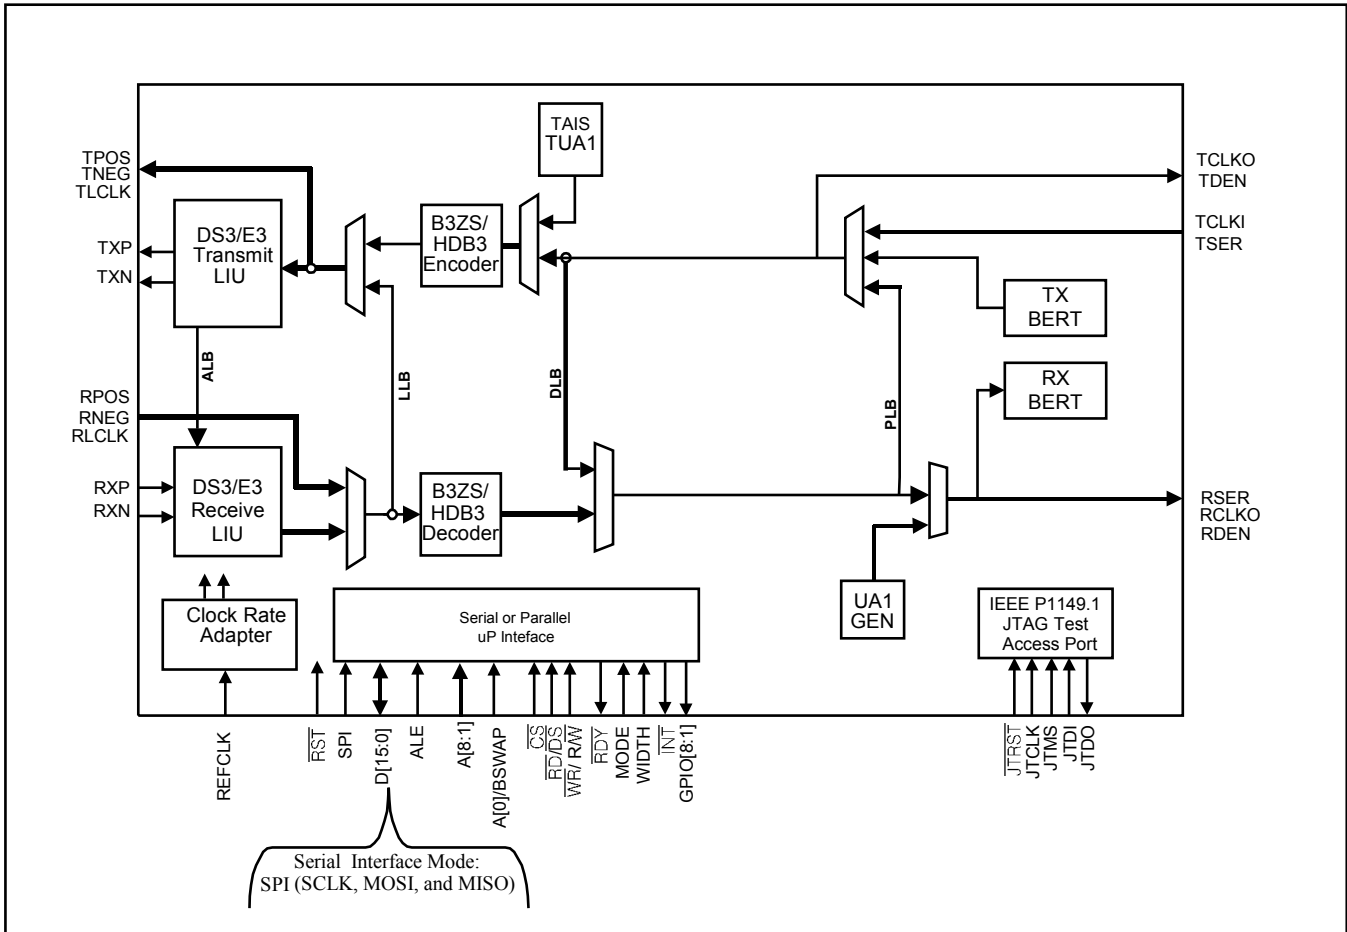 TAIS
TUA1
TPOS
TNEG
TLCLK
TCLKO
TDEN
TCLKI
TSER
DS3/E3
Transmit
LIU
B3ZS/
HDB3
Encoder
TXP
TXN
TX
BERT
ALB
LLB
DLB
PLB
RX
BERT
RPOS
RNEG
RLCLK
RXP
RXN
DS3/E3
Receive
LIU
B3ZS/
HDB3
Decoder
RSER
RCLKO
RDEN
Clock Rate
Adapter
Serial or Parallel
uP Inteface
UA1
GEN
IEEE P1149.1
JTAG Test
Access Port
REFCLK
RST
SPI
D[15:0]
ALE
A[8:1]
A[0]/BSWAP
CS
RD/DS
WR/ R/W
RDY
MODE
WIDTH
INT
GPIO[8:1]
JTRST
JTCLK
JTMS
JTDI
JTDO
Serial Interface Mode:
SPI (SCLK, MOSI, and MISO)